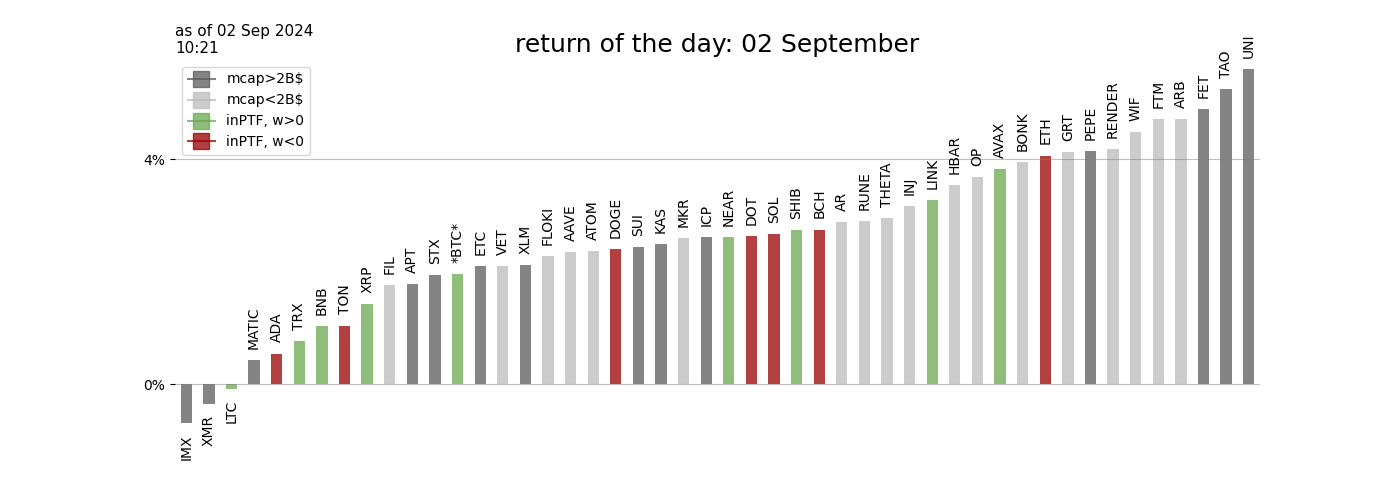 as of 02 Sep 2024
10:21
return of the day: 02 September
mcap>2B$
mcap<2B$
inPTF, w>0
inPTF, w<0
4%
0%
IMX
XMR
LTC
MATIC
ADA
TRX
BNB
TON
XRP
FIL
APT
STX
*BTC*
ETC
VET
XLM
FLOKI
AAVE
ATOM
DOGE
SUI
KAS
MKR
ICP
NEAR
DOT
SOL
SHIB
BCH
AR
RUNE
THETA
INJ
LINK
HBAR
OP
AVAX
BONK
ETH
GRT
PEPE
RENDER
WIF
FTM
ARB
FET
TAO
UNI